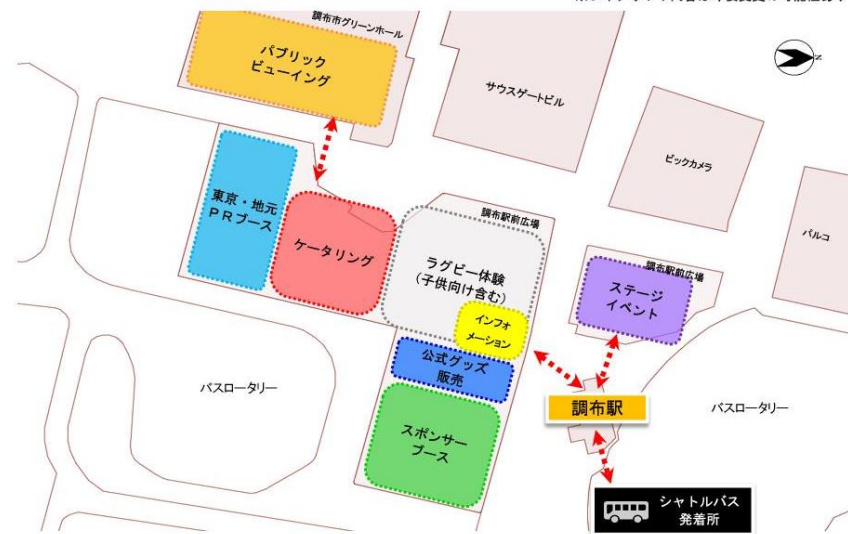 調布市グリーンホール
パブリック
ビューイング
N
サウスゲートビル
ビックカメラ
パルコ
東京・地元
ＰＲブース
ケータリング
調布駅前広場
ラグビー体験
（子供向け含む）
インフォ
メーション
調布駅前広場
ステージ
イベント
公式グッズ
販売
バスロータリー
調布駅
バスロータリー
スポンサー
ブース
シャトルバス
発着所